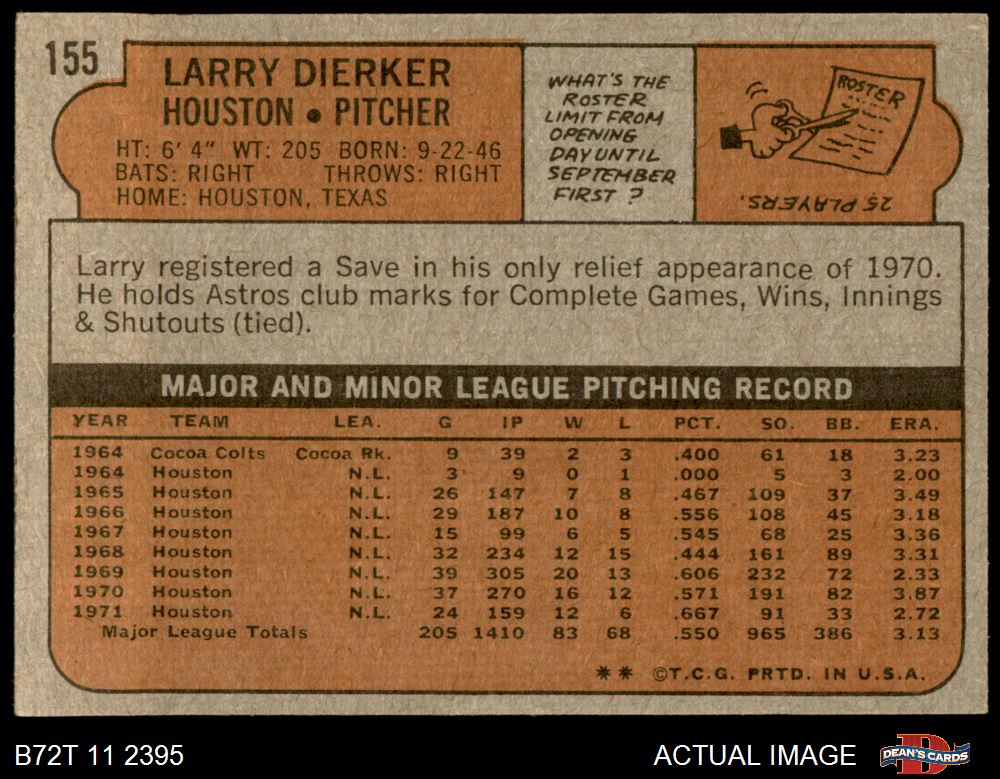 155
LARRY DIERKER
HOUSTON • PITCHER
HT: 6' 4" WT: 205 BORN: 9-22-46
BATS: RIGHT THROWS: RIGHT
HOME: HOUSTON, TEXAS
WHAT'S THE
ROSTER
LIMIT FROM
OPENING
DAY UNTIL
SEPTEMBER
FIRST ?
ROSTER
25 PLAYERS.
Larry registered a Save in his only relief appearance of 1970.
He holds Astros club marks for Complete Games, Wins, Innings
& Shutouts (tied).
MAJOR AND MINOR LEAGUE PITCHING RECORD
YEAR TEAM LEA. G IP W L PCT. SO. BB. ERA.
1964 Cocoa Colts Cocoa Rk. 9 39 2 3 .400 61 18 3.23
1964 Houston N.L. 3 9 0 1 .000 5 3 2.00
1965 Houston N.L. 26 147 7 8 .467 109 37 3.49
1966 Houston N.L. 29 187 10 8 .556 108 45 3.18
1967 Houston N.L. 15 99 6 5 .545 68 25 3.36
1968 Houston N.L. 32 234 12 15 .444 161 89 3.31
1969 Houston N.L. 39 305 20 13 .606 232 72 2.33
1970 Houston N.L. 37 270 16 12 .571 191 82 3.87
1971 Houston N.L. 24 159 12 6 .667 91 33 2.72
Major League Totals 205 1410 83 68 .550 965 386 3.13
** ©T.C.G. PRTD. IN U.S.A.
B72T 11 2395
ACTUAL IMAGE
DEAN'S CARDS